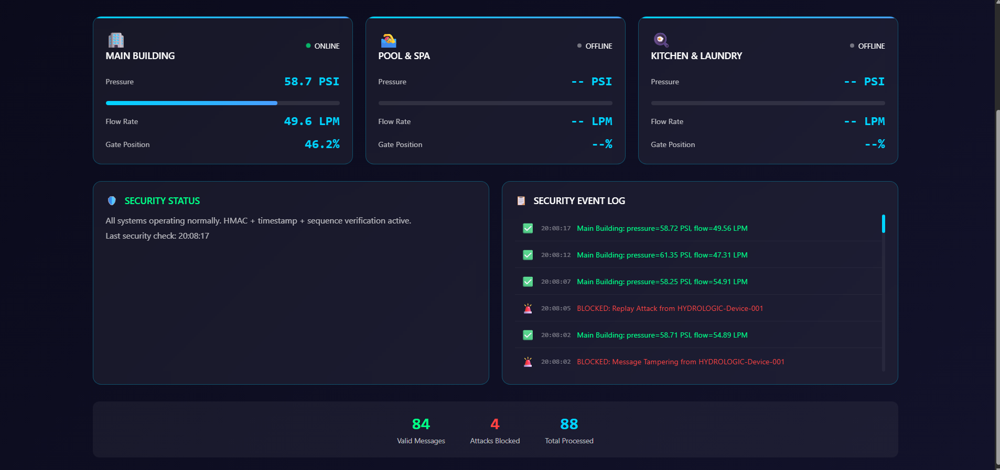 ONLINE
MAIN BUILDING
Pressure 58.7 PSI
Flow Rate 49.6 LPM
Gate Position 46.2%
OFFLINE
POOL & SPA
Pressure -- PSI
Flow Rate -- LPM
Gate Position --%
OFFLINE
KITCHEN & LAUNDRY
Pressure -- PSI
Flow Rate -- LPM
Gate Position --%
SECURITY STATUS
All systems operating normally. HMAC + timestamp + sequence verification active.
Last security check: 20:08:17
SECURITY EVENT LOG
20:08:17 Main Building: pressure=58.72 PSI, flow=49.56 LPM
20:08:12 Main Building: pressure=61.35 PSI, flow=47.31 LPM
20:08:07 Main Building: pressure=58.25 PSI, flow=54.91 LPM
20:08:05 BLOCKED: Replay Attack from HYDROLOGIC-Device-001
20:08:02 Main Building: pressure=58.71 PSI, flow=54.89 LPM
20:08:02 BLOCKED: Message Tampering from HYDROLOGIC-Device-001
84 4 88
Valid Messages Attacks Blocked Total Processed